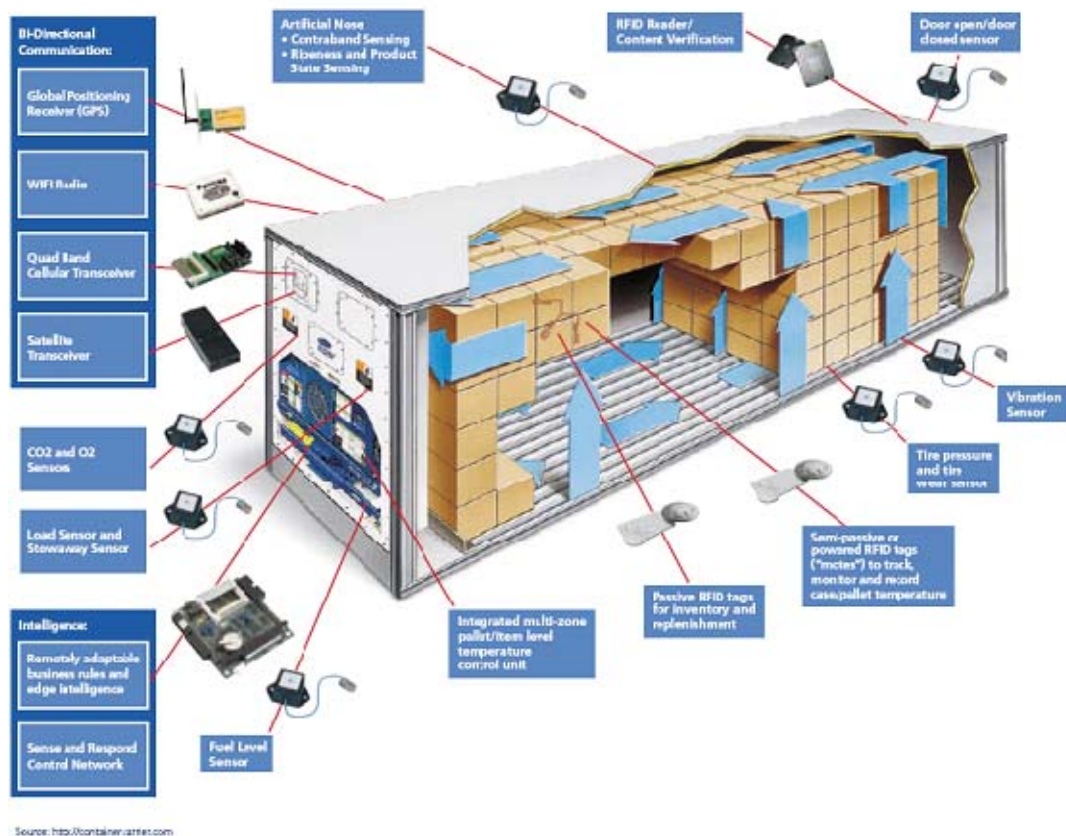 Bi-Directional
Communication:
Global Positioning
Receiver (GPS)
WIFI Radio
Quad Band
Cellular Transceiver
Satellite
Transceiver
CO2 and O2
Sensors
Load Sensor and
Stowaway Sensor
Intelligence:
Remotely adaptable
business rules and
edge intelligence
Sense and Respond
Control Network
Artificial Nose
• Contraband Sensing
• Ripeness and Product
State Sensing
RFID Reader/
Content Verification
Door open/door
closed sensor
Vibration
Sensor
Tire pressure
and tire
wear sensor
Semi-passive or
powered RFID tags
("motes") to track,
monitor and record
case/pallet temperature
Passive RFID tags
for inventory and
replenishment
Integrated multi-zone
pallet/item level
temperature
control unit
Fuel Level
Sensor
Source: http://container.carrier.com